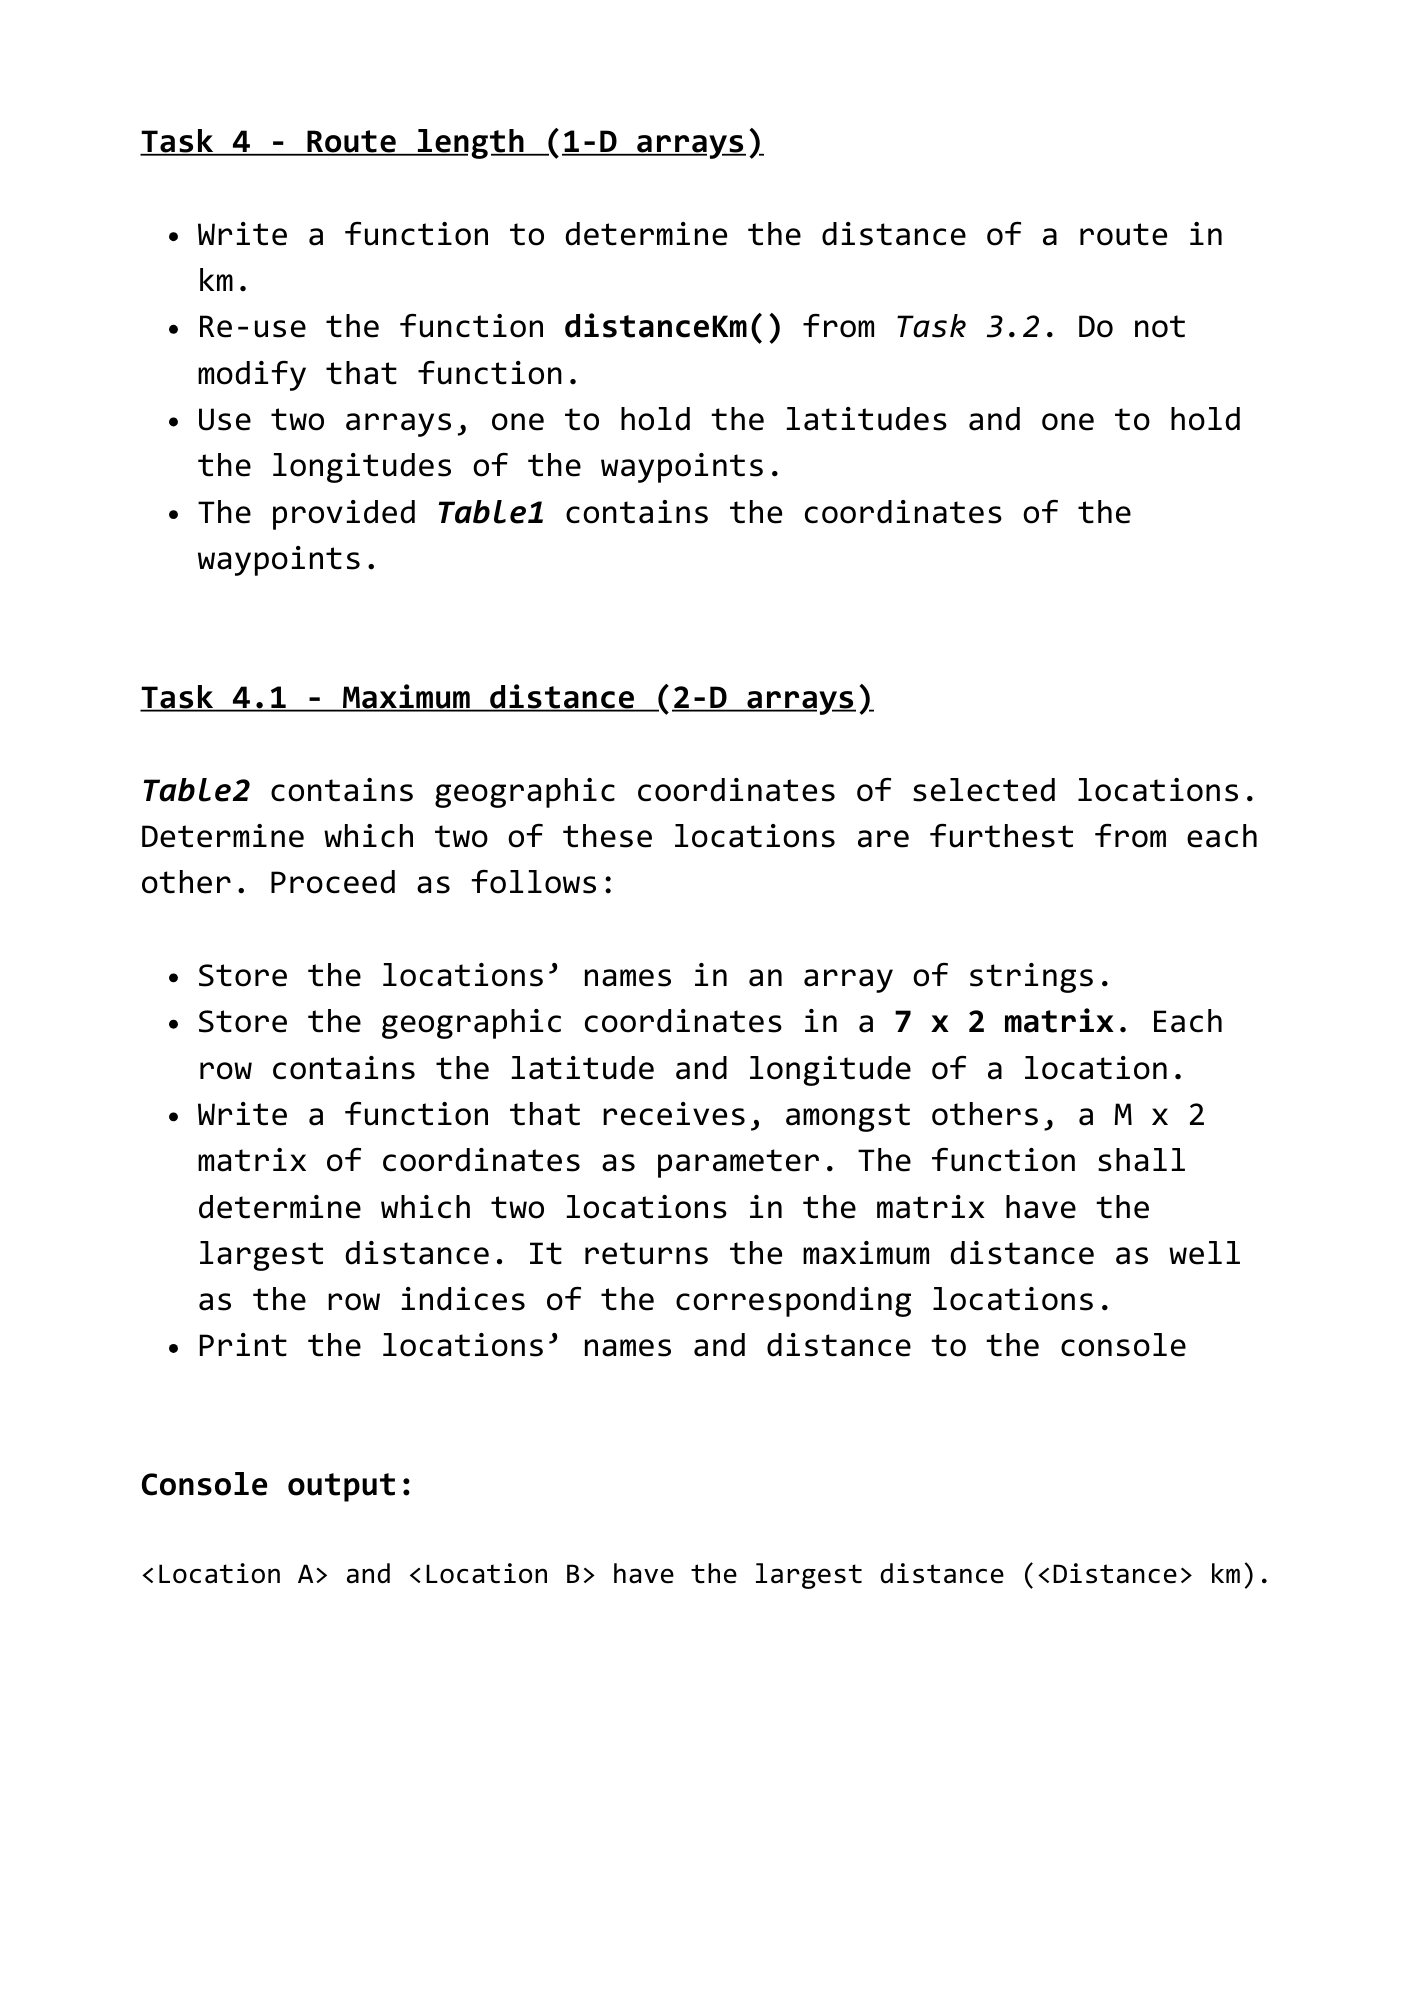 Task 4 - Route length (1-D arrays)
• Write a function to determine the distance of a route in
km.
• Re-use the function distanceKm() from Task 3.2. Do not
modify that function.
• Use two arrays, one to hold the latitudes and one to hold
the longitudes of the waypoints.
• The provided Table1 contains the coordinates of the
waypoints.
Task 4.1 - Maximum distance (2-D arrays)
Table2 contains geographic coordinates of selected locations.
Determine which two of these locations are furthest from each
other. Proceed as follows:
• Store the locations’ names in an array of strings.
• Store the geographic coordinates in a 7 x 2 matrix. Each
row contains the latitude and longitude of a location.
• Write a function that receives, amongst others, a M x 2
matrix of coordinates as parameter. The function shall
determine which two locations in the matrix have the
largest distance. It returns the maximum distance as well
as the row indices of the corresponding locations.
• Print the locations’ names and distance to the console
Console output:
<Location A> and <Location B> have the largest distance (<Distance> km).